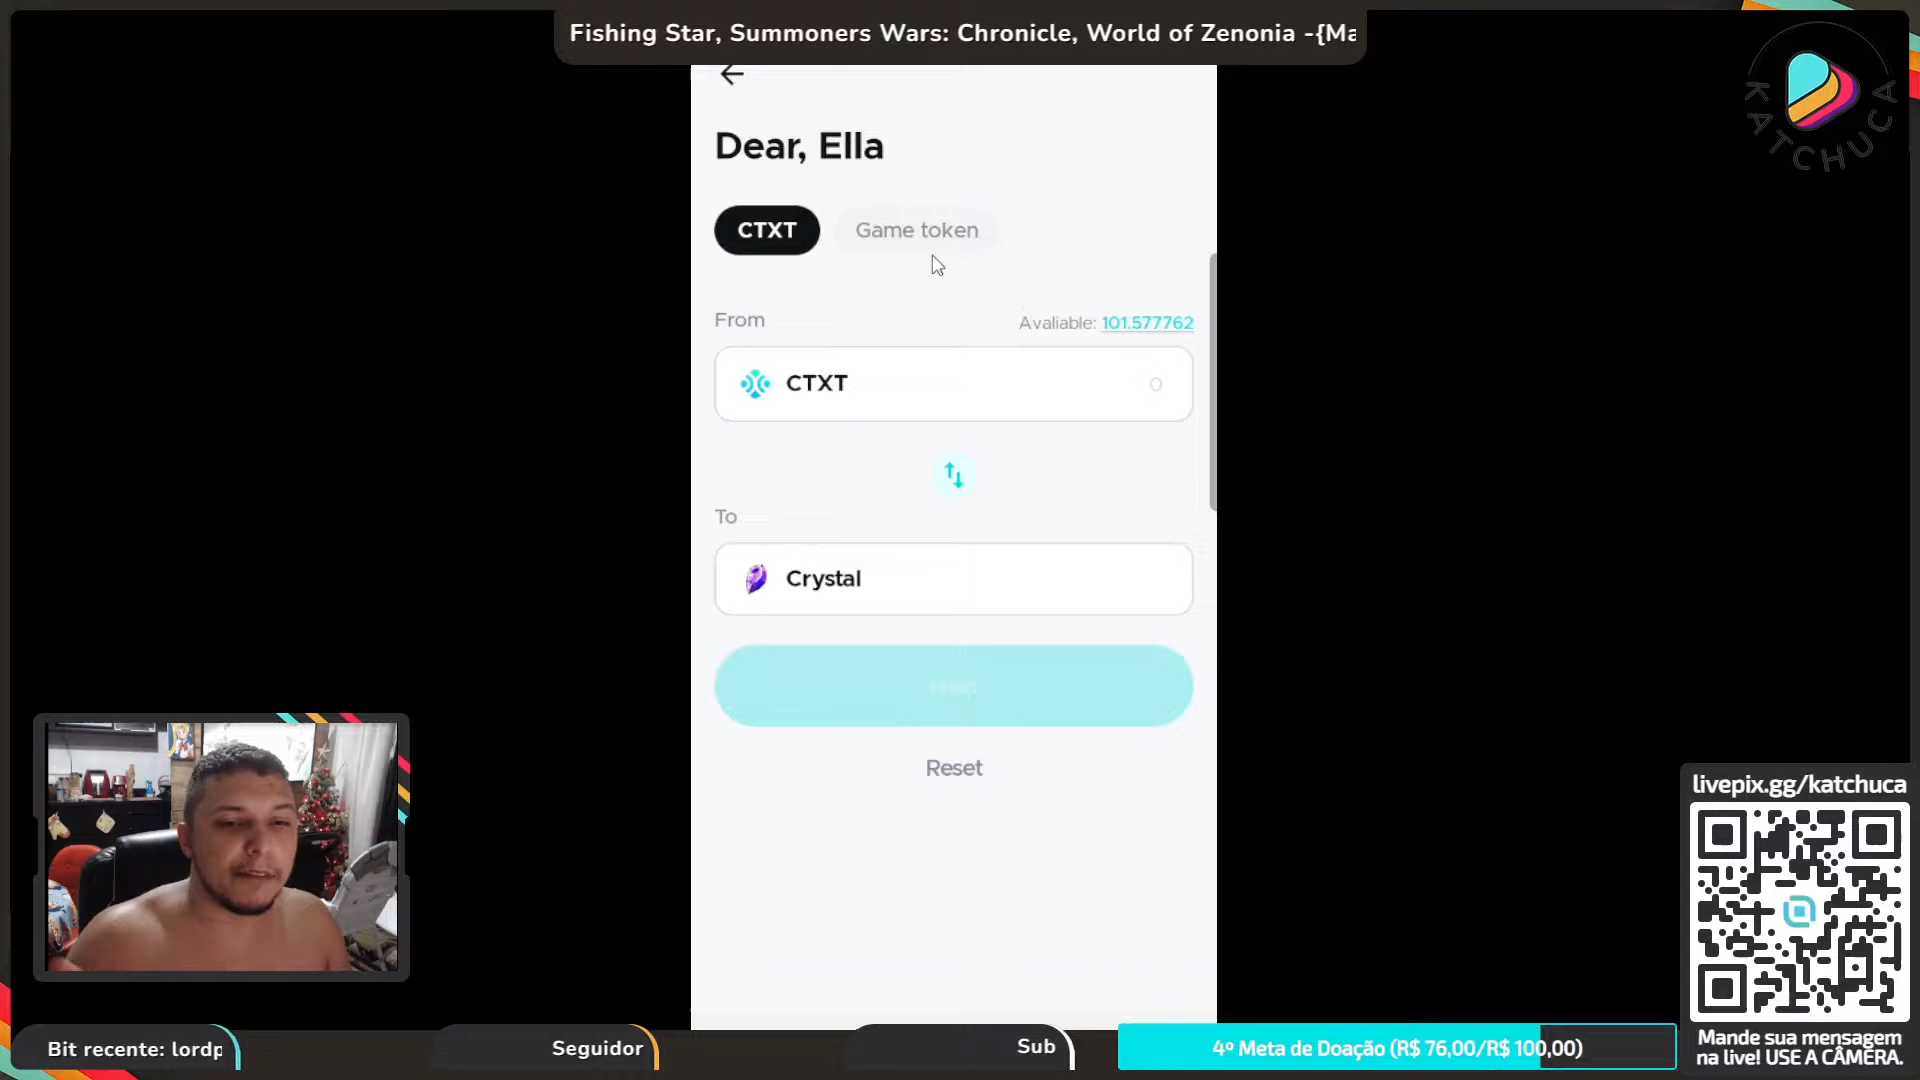 Fishing Star, Summoners Wars: Chronicle, World of Zenonia -{Ma
KATCHUCA
Dear, Ella
CTXT
Game token
From
Avaliable: 101.577762
CTXT
0
To
Crystal
Reset
livepix.gg/katchuca
Mande sua mensagem
na live! USE A CÂMERA.
Bit recente: lordp
Seguidor
Sub
4º Meta de Doação (R$ 76,00/R$ 100,00)